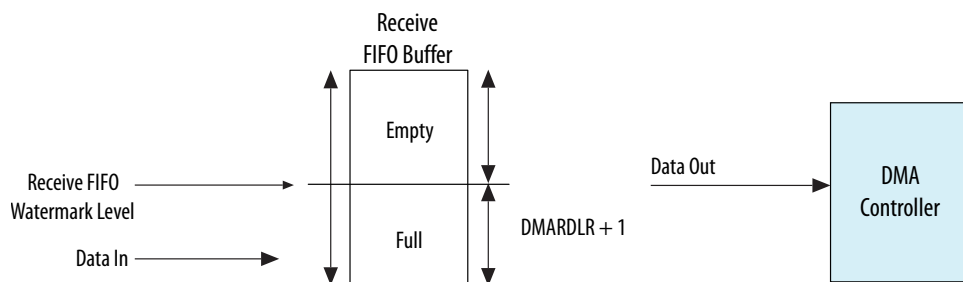 Receive
FIFO Buffer
Empty
Receive FIFO
Watermark Level
Data In
Full
DMARDLR + 1
Data Out
DMA
Controller